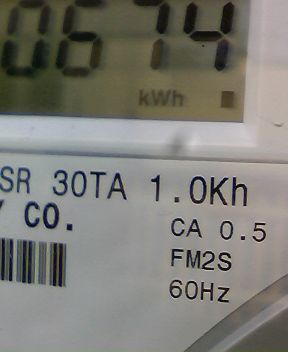 0674
kWh
SR 30TA 1.0Kh
Y CO.
CA 0.5
FM2S
60Hz